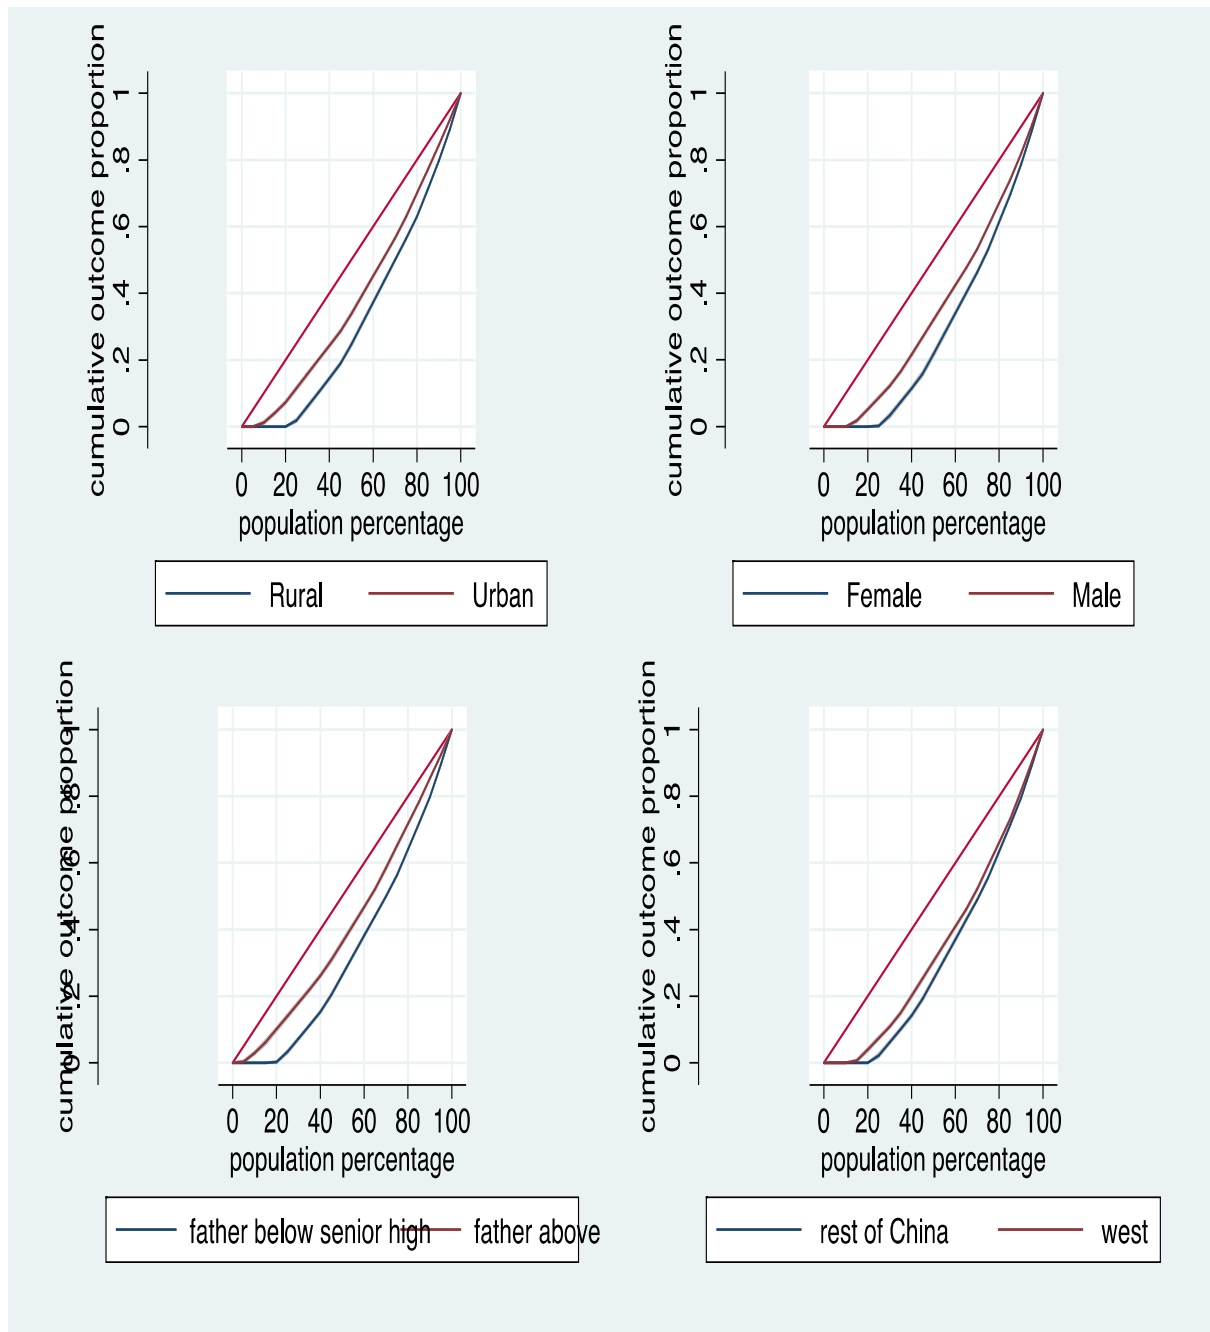 cumulative outcome proportion
1
.8
.6
.4
.2
0
0 20 40 60 80 100
population percentage
Rural Urban
cumulative outcome proportion
1
.8
.6
.4
.2
0
0 20 40 60 80 100
population percentage
Female Male
cumulative outcome proportion
1
.8
.6
.4
.2
0
0 20 40 60 80 100
population percentage
father below senior high father above
cumulative outcome proportion
1
.8
.6
.4
.2
0
0 20 40 60 80 100
population percentage
rest of China west